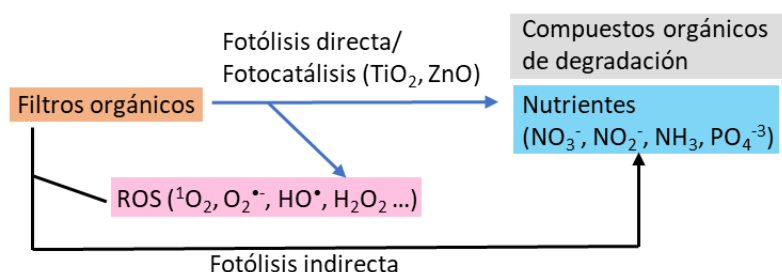 Fotólisis directa/
Fotocatálisis (TiO₂, ZnO)
Compuestos orgánicos
de degradación
Filtros orgánicos
Nutrientes
(NO₃⁻, NO₂⁻, NH₃, PO₄⁻³)
ROS (¹O₂, O₂•⁻, HO•, H₂O₂ ...)
Fotólisis indirecta